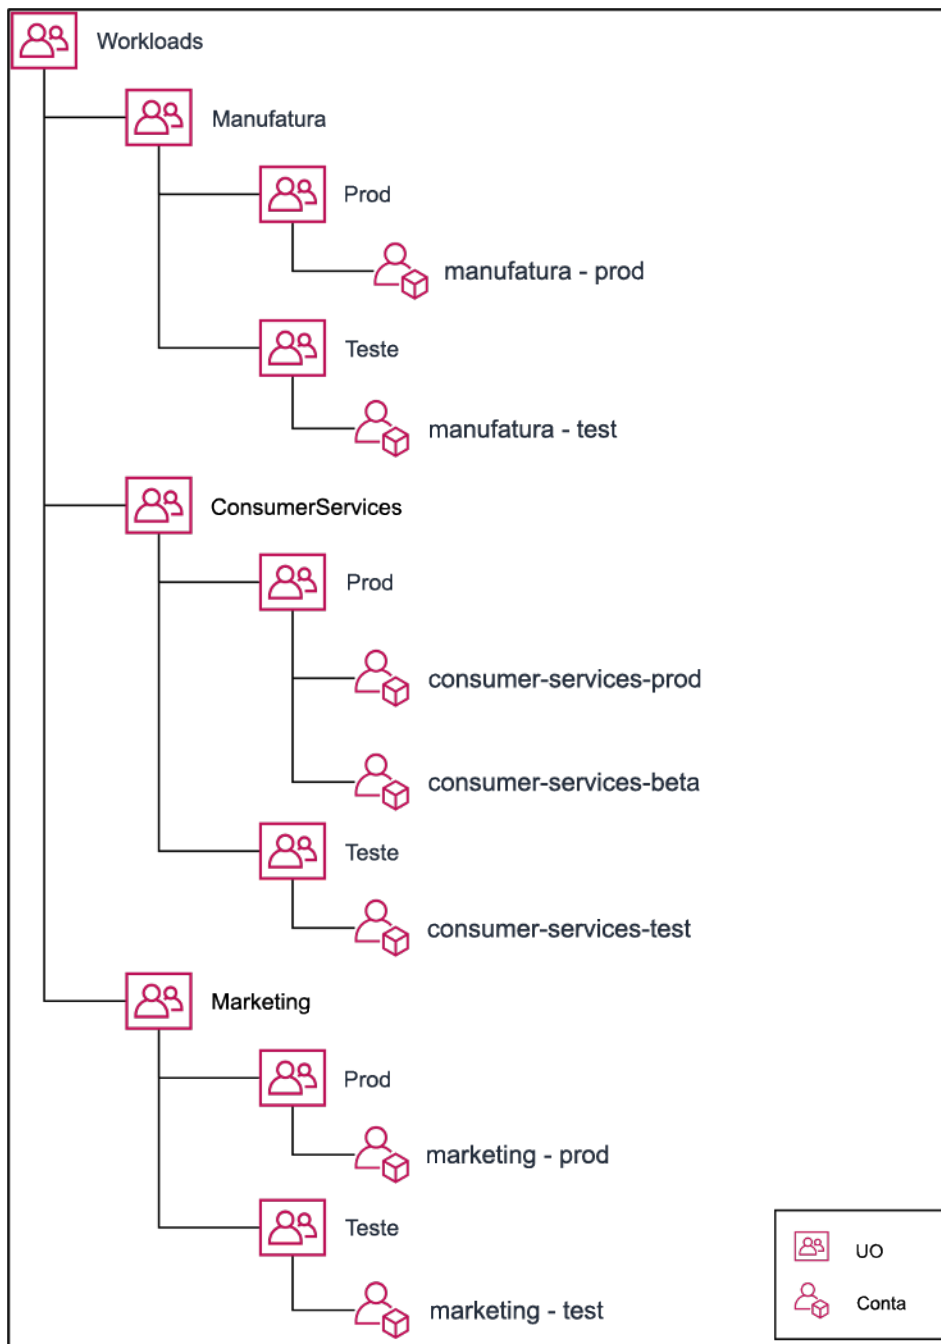 Workloads
Manufatura
Prod
manufatura - prod
Teste
manufatura - test
ConsumerServices
Prod
consumer-services-prod
consumer-services-beta
Teste
consumer-services-test
Marketing
Prod
marketing - prod
Teste
marketing - test
UO
Conta